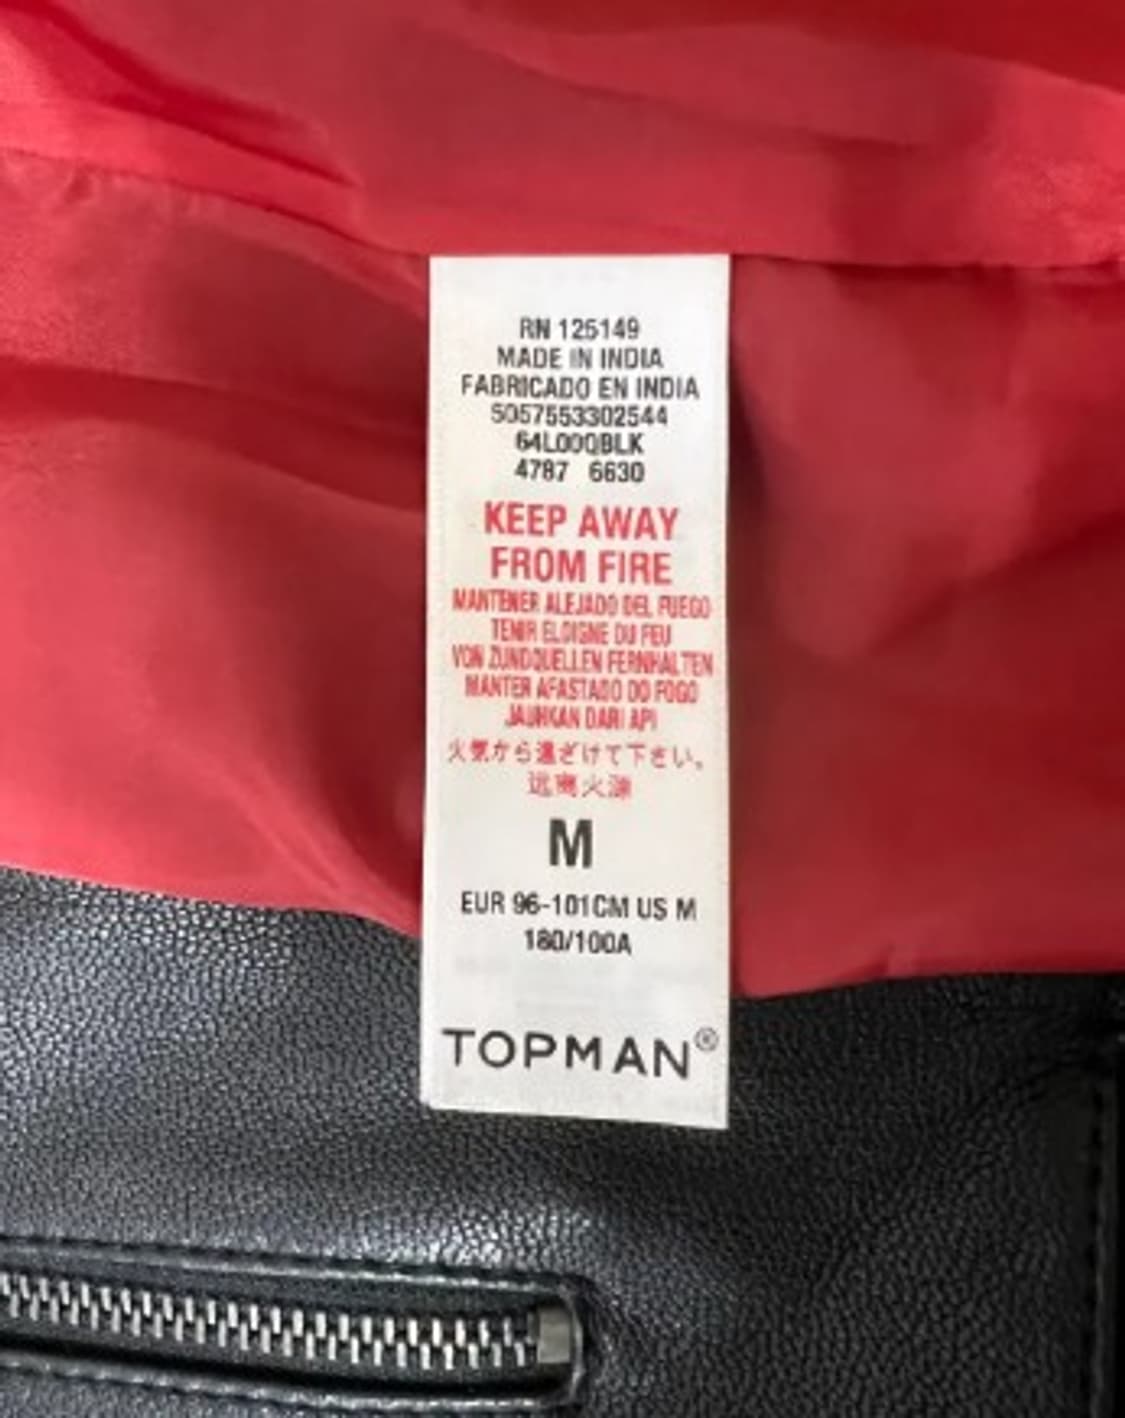 RN 125149
MADE IN INDIA
FABRICADO EN INDIA
5057553302544
64L00QBLK
4787 6630
KEEP AWAY
FROM FIRE
MANTENER ALEJADO DEL FUEGO
TENIR ELOIGNE DU FEU
VON ZUNDQUELLEN FERNHALTEN
MANTER AFASTADO DO FOGO
JAUHKAN DARI API
火気から遠ざけて下さい。
远离火源
M
EUR 96-101CM US M
180/100A
TOPMAN®